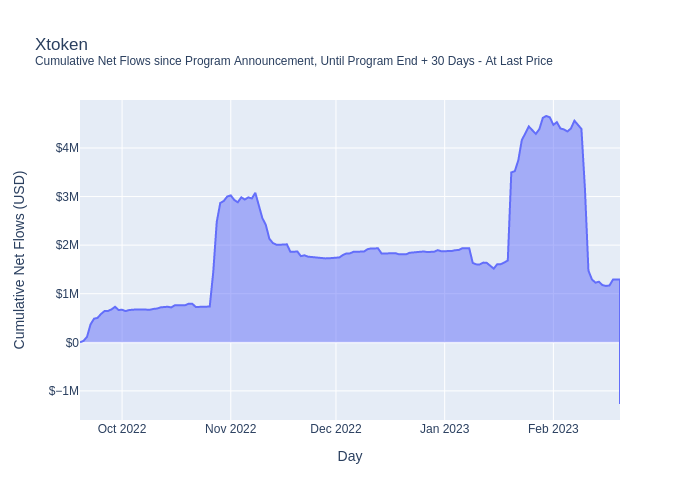 Xtoken
Cumulative Net Flows since Program Announcement, Until Program End + 30 Days - At Last Price
Cumulative Net Flows (USD)
$4M
$3M
$2M
$1M
$0
$−1M
Oct 2022
Nov 2022
Dec 2022
Jan 2023
Feb 2023
Day